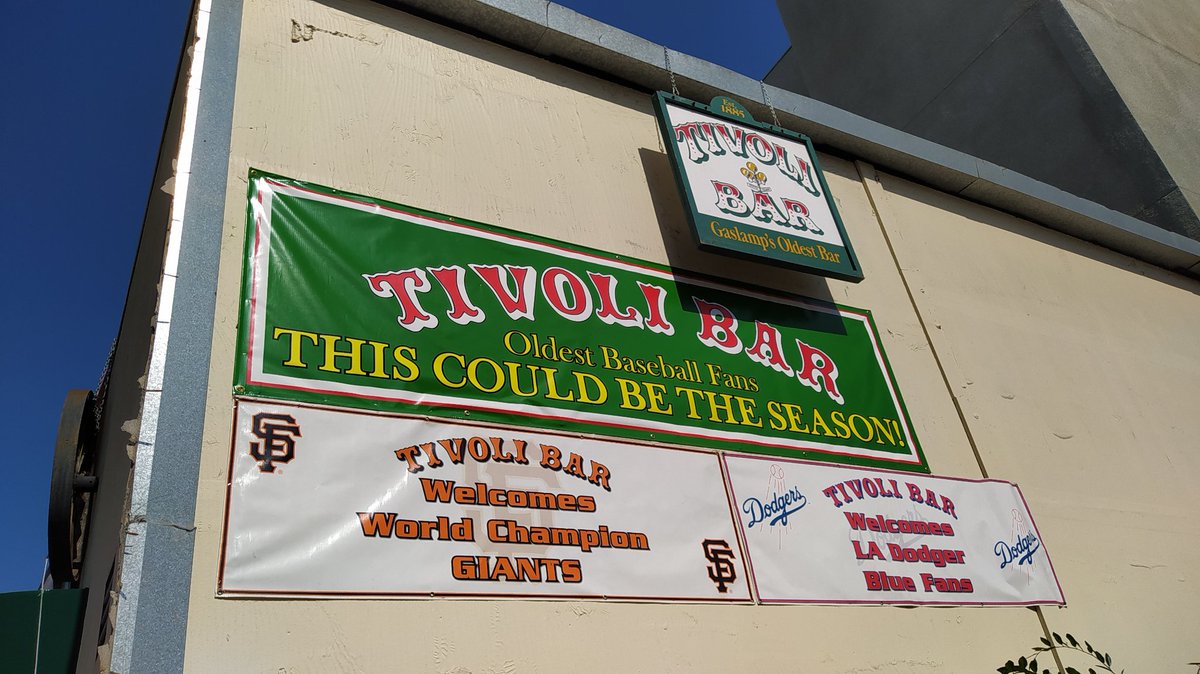 Est.
1885
TIVOLI
BAR
Gaslamp's Oldest Bar
TIVOLI BAR
Oldest Baseball Fans
THIS COULD BE THE SEASON!
SF
TIVOLI BAR
Welcomes
World Champion
GIANTS
SF
Dodgers
TIVOLI BAR
Welcomes
LA Dodger
Blue Fans
Dodgers